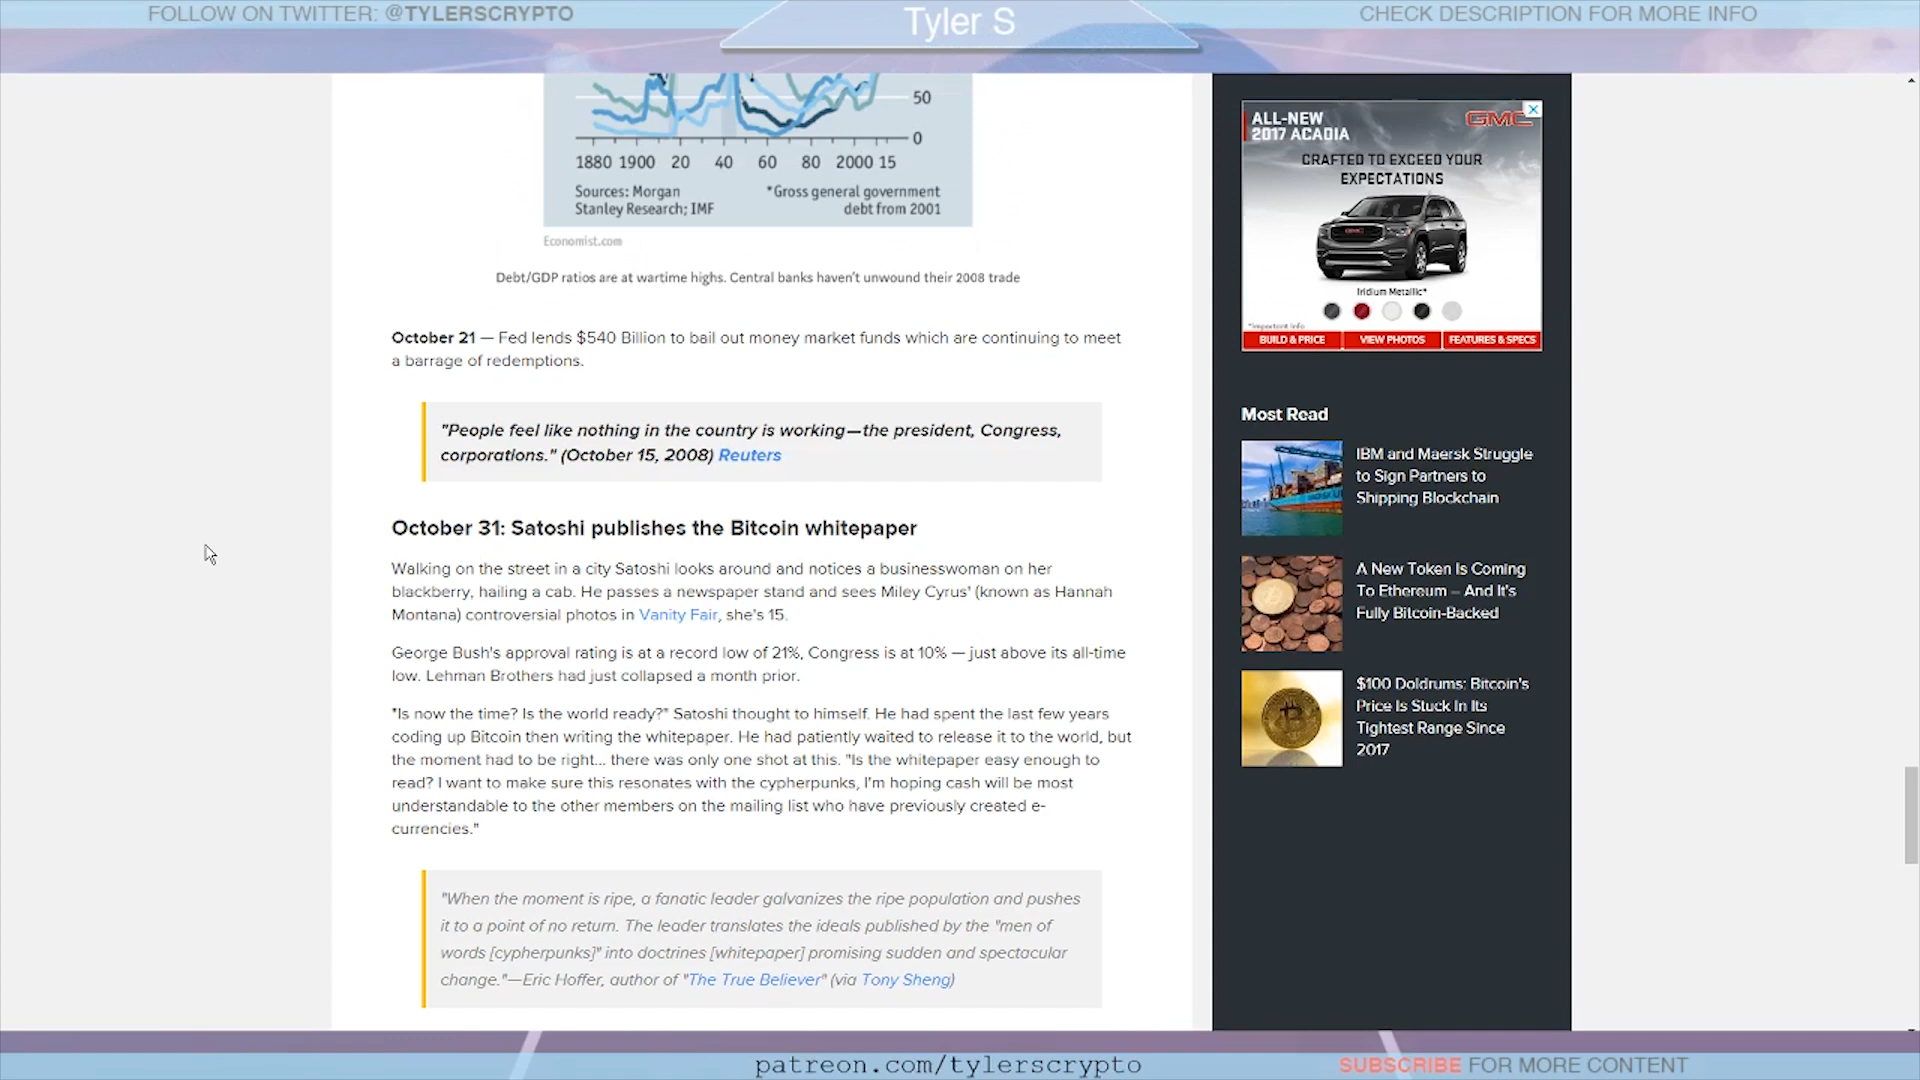 FOLLOW ON TWITTER: @TYLERSCRYPTO
Tyler S
CHECK DESCRIPTION FOR MORE INFO
50
0
1880 1900 20 40 60 80 2000 15
Sources: Morgan
Stanley Research; IMF
*Gross general government
debt from 2001
Economist.com
Debt/GDP ratios are at wartime highs. Central banks haven't unwound their 2008 trade
October 21 — Fed lends $540 Billion to bail out money market funds which are continuing to meet
a barrage of redemptions.
"People feel like nothing in the country is working—the president, Congress,
corporations." (October 15, 2008) Reuters
October 31: Satoshi publishes the Bitcoin whitepaper
Walking on the street in a city Satoshi looks around and notices a businesswoman on her
blackberry, hailing a cab. He passes a newspaper stand and sees Miley Cyrus' (known as Hannah
Montana) controversial photos in Vanity Fair, she's 15.
George Bush's approval rating is at a record low of 21%, Congress is at 10% — just above its all-time
low. Lehman Brothers had just collapsed a month prior.
"Is now the time? Is the world ready?" Satoshi thought to himself. He had spent the last few years
coding up Bitcoin then writing the whitepaper. He had patiently waited to release it to the world, but
the moment had to be right... there was only one shot at this. "Is the whitepaper easy enough to
read? I want to make sure this resonates with the cypherpunks, I'm hoping cash will be most
understandable to the other members on the mailing list who have previously created e-
currencies."
"When the moment is ripe, a fanatic leader galvanizes the ripe population and pushes
it to a point of no return. The leader translates the ideals published by the "men of
words [cypherpunks]" into doctrines [whitepaper] promising sudden and spectacular
change."—Eric Hoffer, author of "The True Believer" (via Tony Sheng)
ALL-NEW
2017 ACADIA
GMC
CRAFTED TO EXCEED YOUR
EXPECTATIONS
Iridium Metallic*
*Important Info
BUILD & PRICE
VIEW PHOTOS
FEATURES & SPECS
Most Read
IBM and Maersk Struggle
to Sign Partners to
Shipping Blockchain
A New Token Is Coming
To Ethereum – And It's
Fully Bitcoin-Backed
$100 Doldrums: Bitcoin's
Price Is Stuck In Its
Tightest Range Since
2017
patreon.com/tylerscrypto
SUBSCRIBE FOR MORE CONTENT